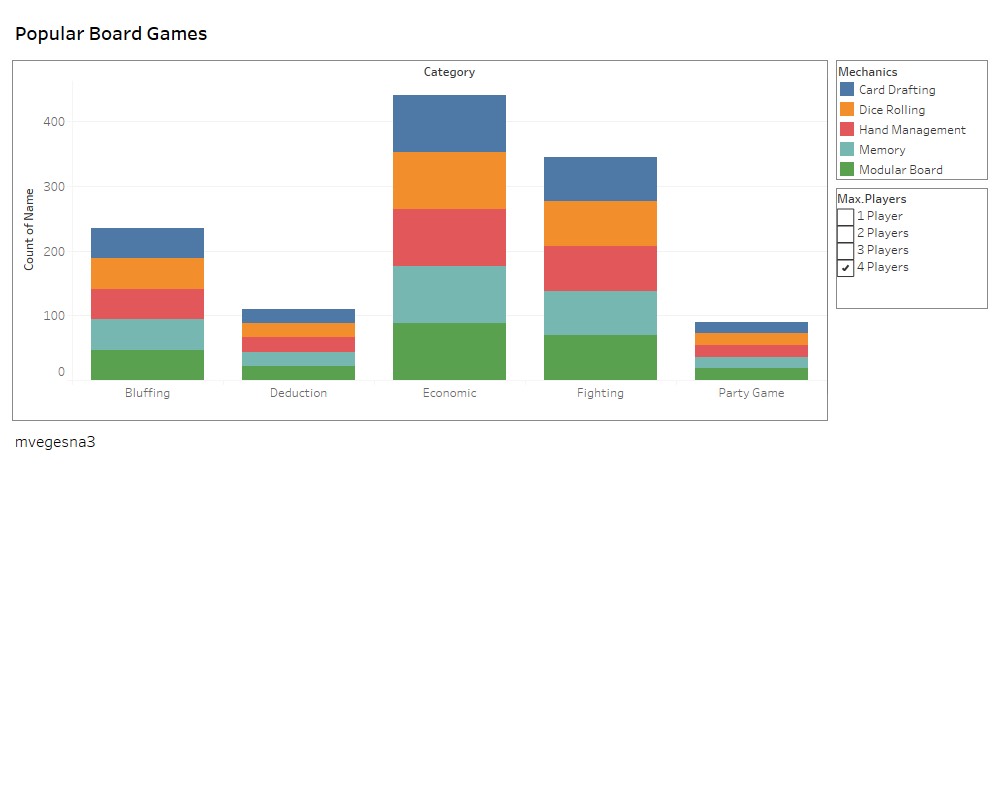 Popular Board Games
Category
Count of Name
400
300
200
100
0
Bluffing
Deduction
Economic
Fighting
Party Game
Mechanics
Card Drafting
Dice Rolling
Hand Management
Memory
Modular Board
Max.Players
1 Player
2 Players
3 Players
4 Players
mvegesna3